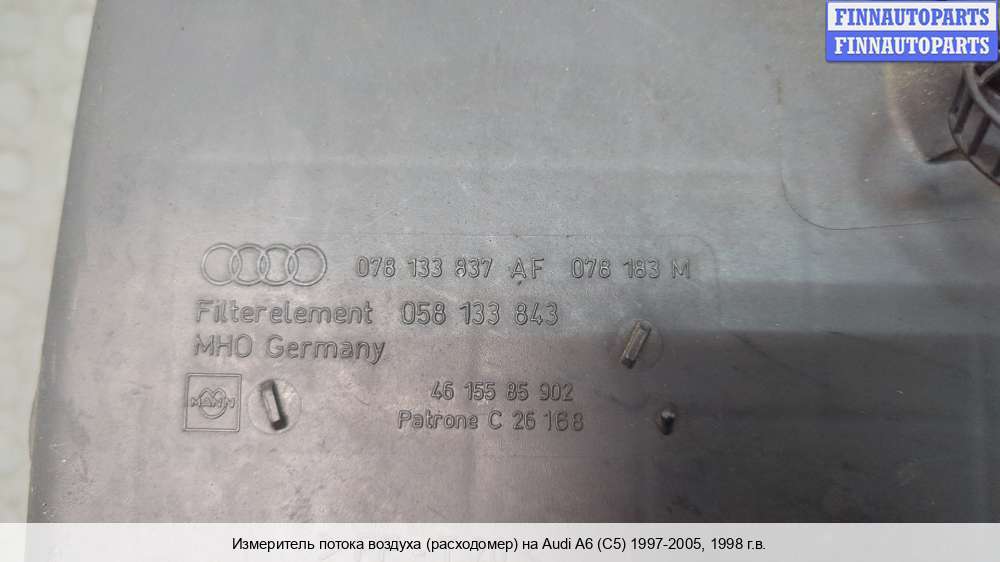 FINNAUTOPARTS
FINNAUTOPARTS
078 133 837 AF 078 183 M
Filterelement 058 133 843
MHO Germany
MANN
46 155 85 902
Patrone C 26 168
Измеритель потока воздуха (расходомер) на Audi A6 (C5) 1997-2005, 1998 г.в.